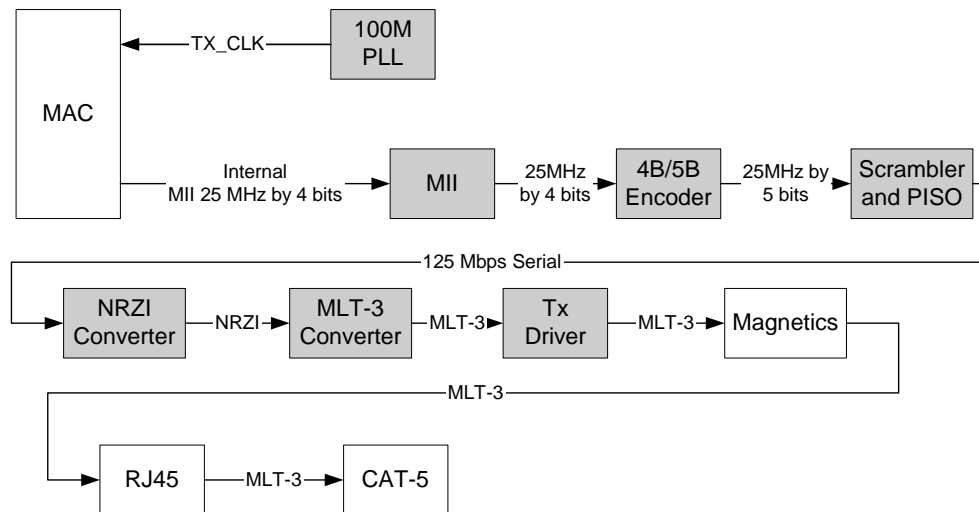 100M
PLL
TX_CLK
MAC
Internal
MII 25 MHz by 4 bits
MII
25MHz
by 4 bits
4B/5B
Encoder
25MHz by
5 bits
Scrambler
and PISO
125 Mbps Serial
NRZI
Converter
NRZI
MLT-3
Converter
MLT-3
Tx
Driver
MLT-3
Magnetics
MLT-3
RJ45
MLT-3
CAT-5